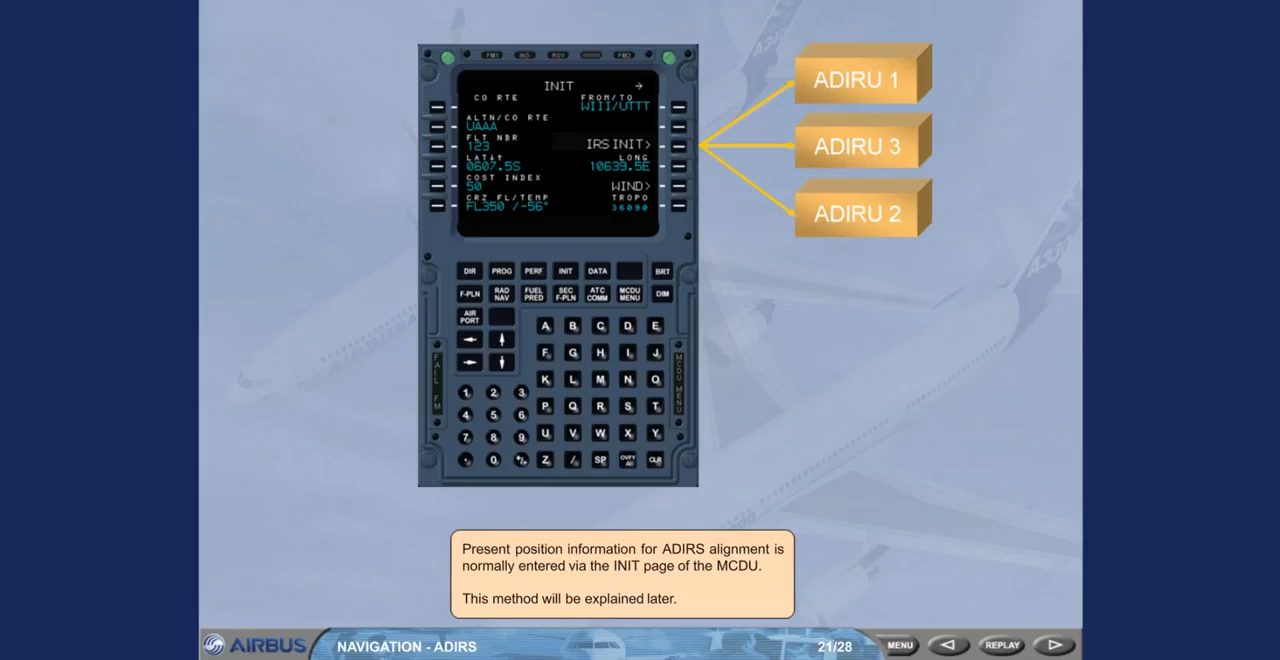 FM1 IND RDY FM2
INIT →
CO RTE FROM/TO
WIII/UTTT
ALTN/CO RTE
UAAA
FLT NBR
123 IRS INIT>
LAT↓↑ LONG
0607.5S 10639.5E
COST INDEX
50 WIND>
CRZ FL/TEMP TROPO
FL350 /-56° 36090
ADIRU 1
ADIRU 3
ADIRU 2
DIR PROG PERF INIT DATA BRT
F-PLN RAD NAV FUEL PRED SEC F-PLN ATC COMM MCDU MENU DIM
AIR PORT
A B C D E
F G H I J
K L M N O
1 2 3
P Q R S T
4 5 6
U V W X Y
7 8 9
. 0 +/- Z / SP OVFY Δ CLR
FAIL FM
MCDU MENU
Present position information for ADIRS alignment is
normally entered via the INIT page of the MCDU.
This method will be explained later.
AIRBUS NAVIGATION - ADIRS 21/28 MENU REPLAY